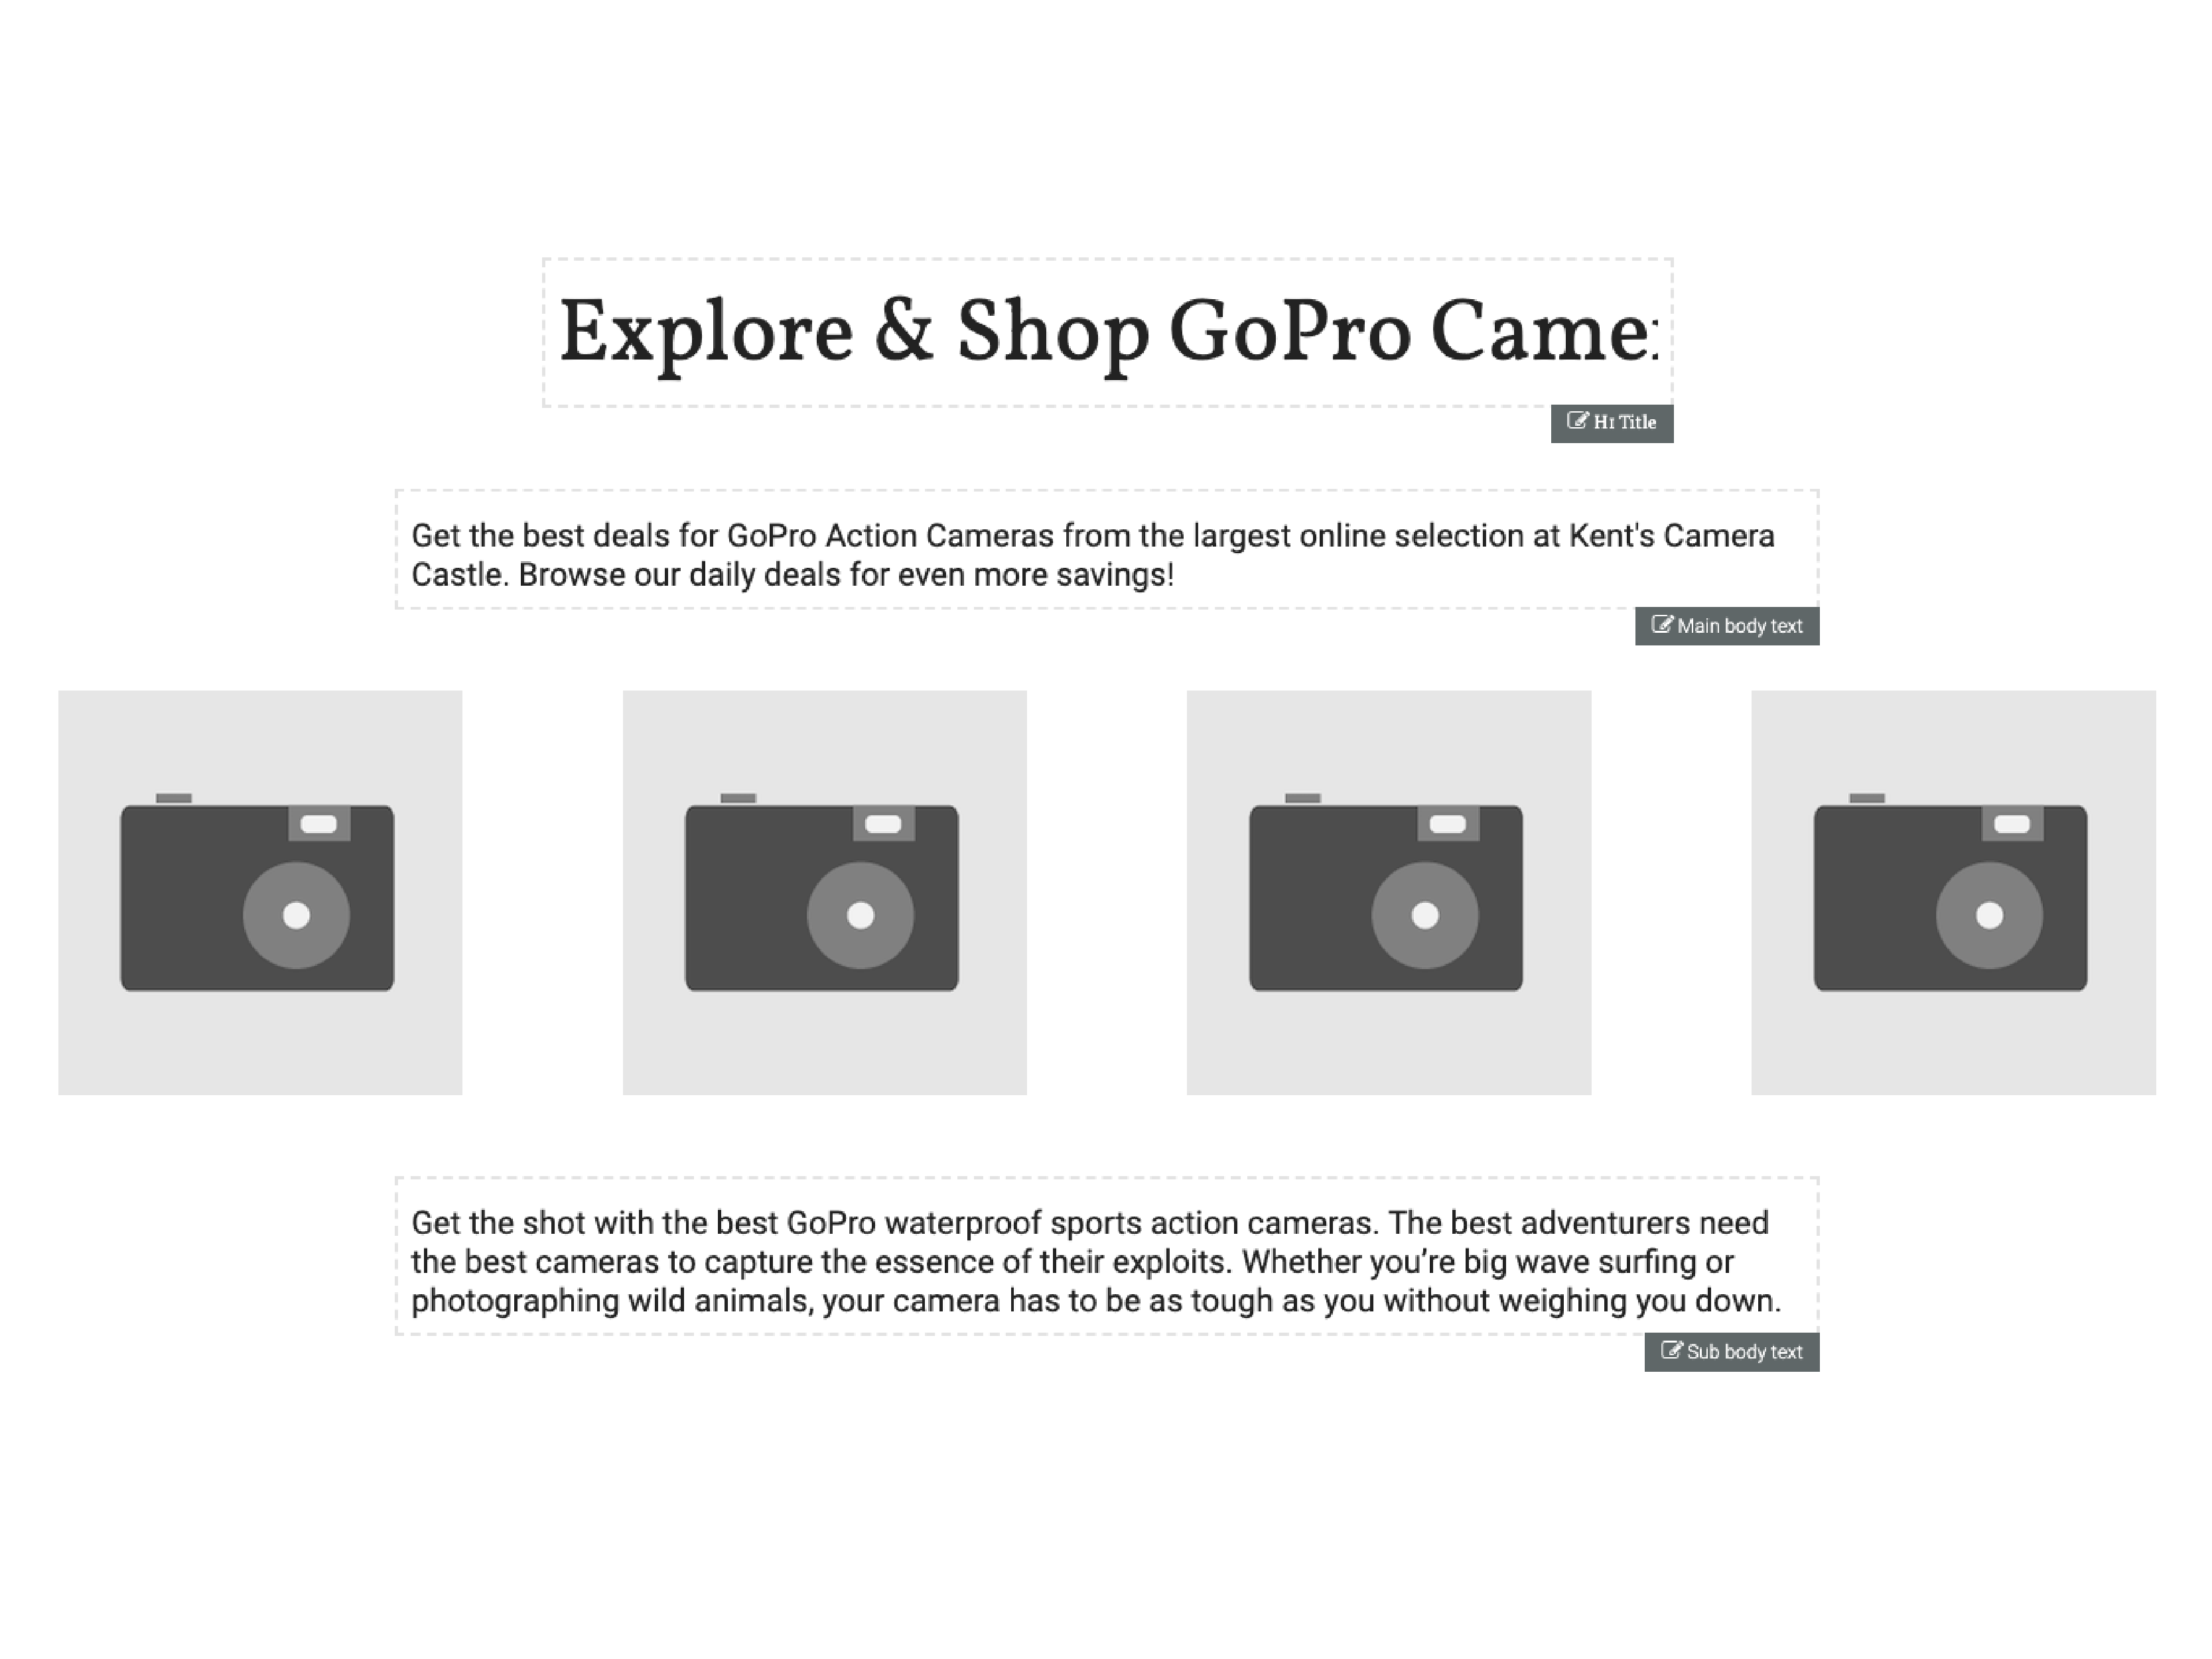 Explore & Shop GoPro Camer
H1 Title
Get the best deals for GoPro Action Cameras from the largest online selection at Kent's Camera
Castle. Browse our daily deals for even more savings!
Main body text
Get the shot with the best GoPro waterproof sports action cameras. The best adventurers need
the best cameras to capture the essence of their exploits. Whether you’re big wave surfing or
photographing wild animals, your camera has to be as tough as you without weighing you down.
Sub body text